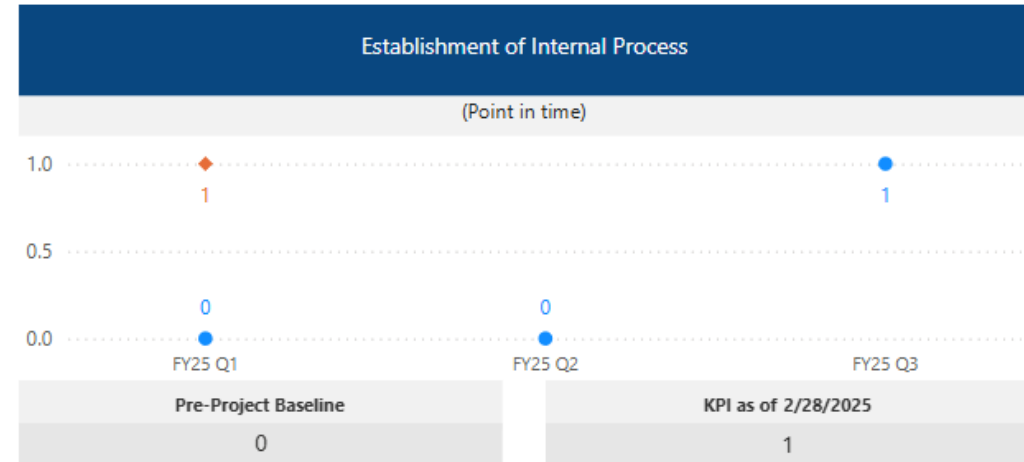 Establishment of Internal Process
(Point in time)
1.0
1
1
0.5
0
0
0.0
FY25 Q1 FY25 Q2 FY25 Q3
Pre-Project Baseline KPI as of 2/28/2025
0 1